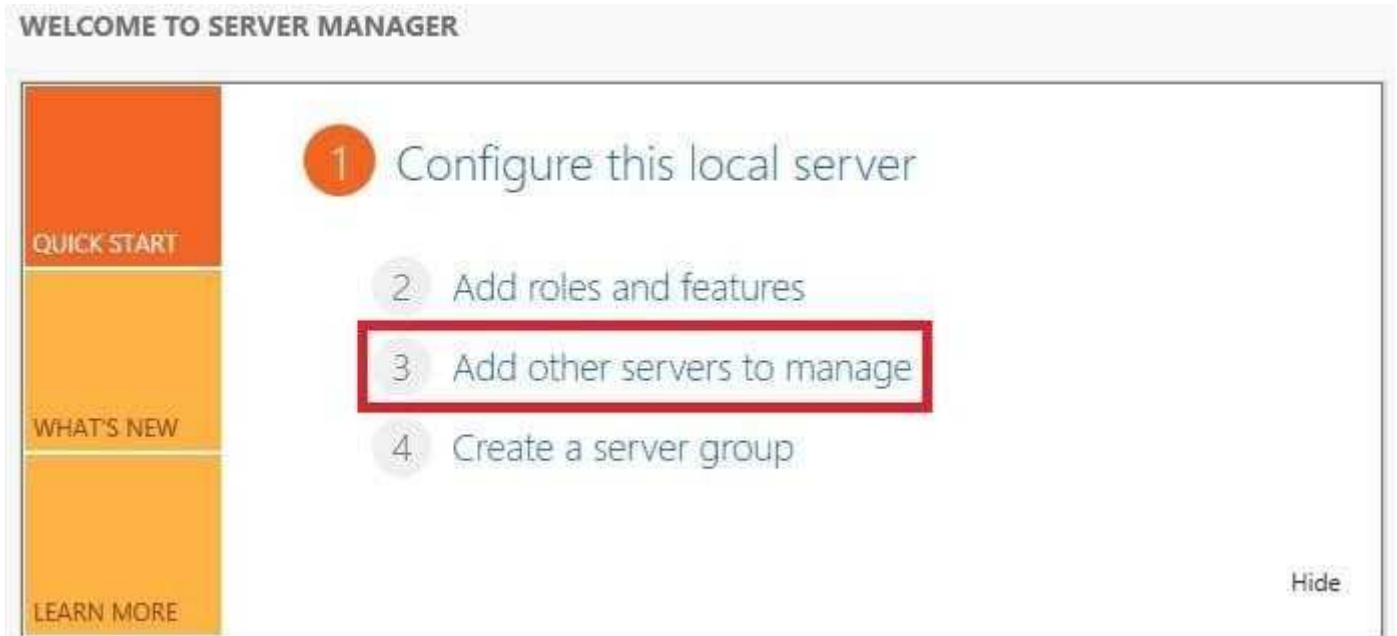 WELCOME TO SERVER MANAGER
1 Configure this local server
QUICK START
2 Add roles and features
3 Add other servers to manage
WHAT'S NEW
4 Create a server group
Hide
LEARN MORE